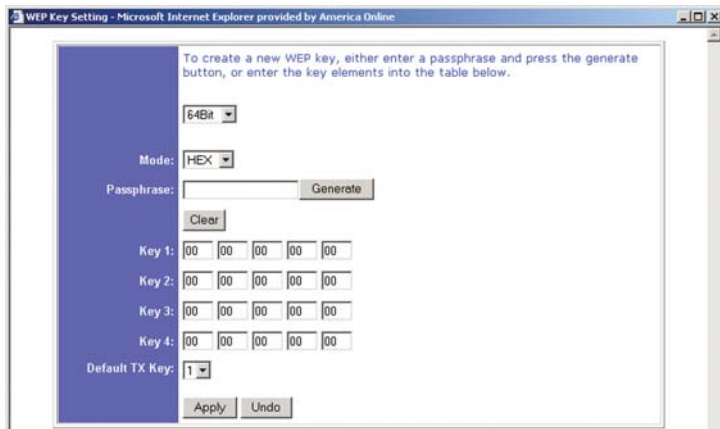 WEP Key Setting - Microsoft Internet Explorer provided by America Online
To create a new WEP key, either enter a passphrase and press the generate
button, or enter the key elements into the table below.
64Bit
Mode: HEX
Passphrase: Generate
Clear
Key 1: 00 00 00 00 00
Key 2: 00 00 00 00 00
Key 3: 00 00 00 00 00
Key 4: 00 00 00 00 00
Default TX Key: 1
Apply Undo